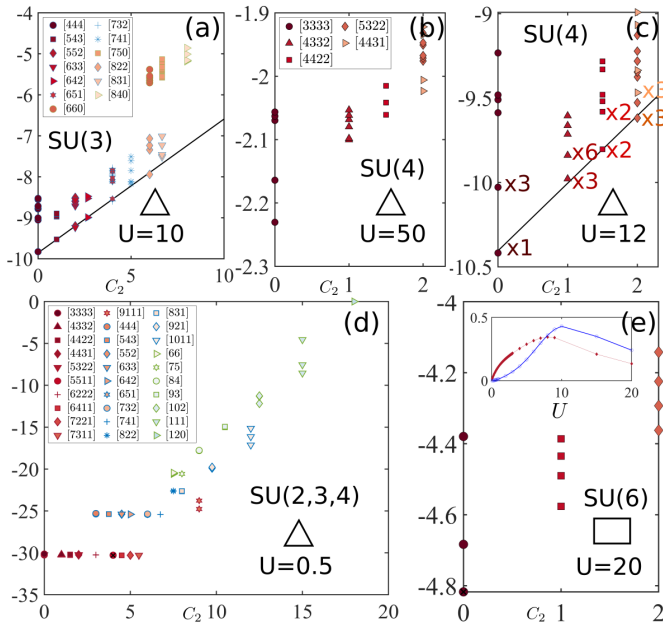 (a)
-3
-4
-5
-6
-7
-8
-9
-10
[444] [732]
[543] [741]
[552] [750]
[633] [822]
[642] [831]
[651] [840]
[660]
SU(3)
U=10
0 5 10
C2
(b)
-1.9
-2
-2.1
-2.2
-2.3
[3333] [5322]
[4332] [4431]
[4422]
SU(4)
U=50
0 1 2
C2
(c)
-9
-9.5
-10
-10.5
SU(4)
x3
x2
x3
x6 x2
x3
x3
x1
U=12
0 1 2
C2
(d)
0
-5
-10
-15
-20
-25
-30
-35
[3333] [9111] [831]
[4332] [444] [921]
[4422] [543] [1011]
[4431] [552] [66]
[5322] [633] [75]
[5511] [642] [84]
[6222] [651] [93]
[6411] [732] [102]
[7221] [741] [111]
[7311] [822] [120]
SU(2,3,4)
U=0.5
0 5 10 15 20
C2
(e)
-4
-4.2
-4.4
-4.6
-4.8
0.5
0
0 10 20
U
SU(6)
U=20
0 1 2
C2